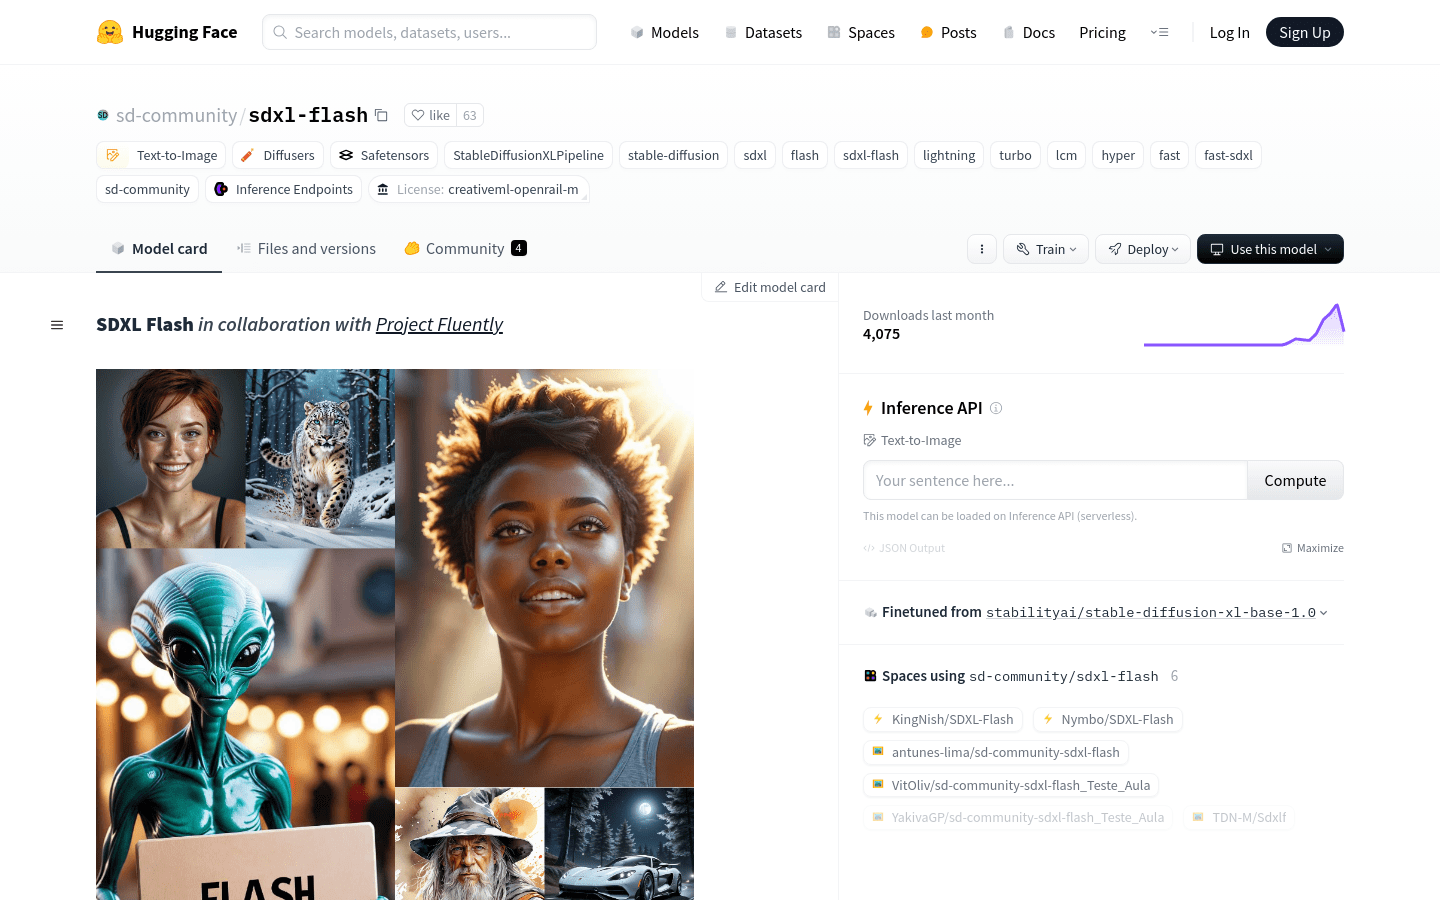 Hugging Face
Search models, datasets, users...
Models
Datasets
Spaces
Posts
Docs
Pricing
Log In
Sign Up
SD
sd-community/sdxl-flash
like 63
Text-to-Image
Diffusers
Safetensors
StableDiffusionXLPipeline
stable-diffusion
sdxl
flash
sdxl-flash
lightning
turbo
lcm
hyper
fast
fast-sdxl
sd-community
Inference Endpoints
License: creativeml-openrail-m
Model card
Files and versions
Community 4
Train
Deploy
Use this model
Edit model card
SDXL Flash in collaboration with Project Fluently
FLASH
Downloads last month
4,075
Inference API
Text-to-Image
Your sentence here...
Compute
This model can be loaded on Inference API (serverless).
</> JSON Output
Maximize
Finetuned from stabilityai/stable-diffusion-xl-base-1.0
Spaces using sd-community/sdxl-flash 6
KingNish/SDXL-Flash
Nymbo/SDXL-Flash
antunes-lima/sd-community-sdxl-flash
VitOliv/sd-community-sdxl-flash_Teste_Aula
YakivaGP/sd-community-sdxl-flash_Teste_Aula
TDN-M/Sdxlf